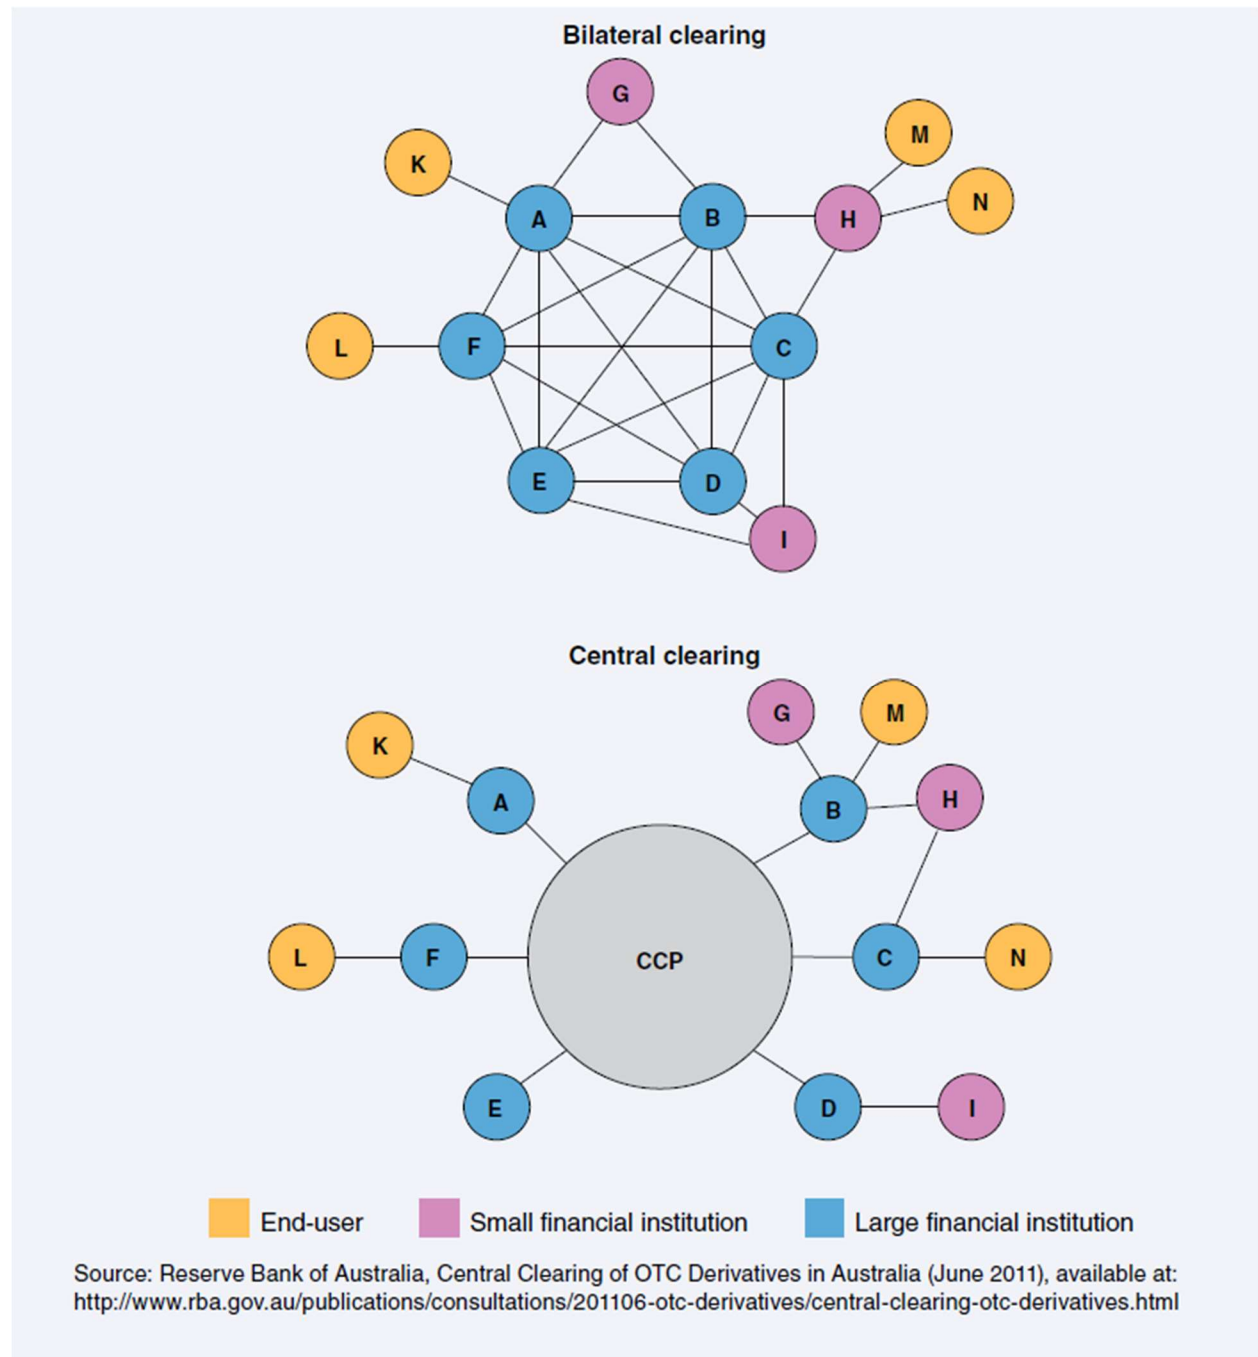 Bilateral clearing
G
M
K
N
A
B
H
L
F
C
E
D
I
Central clearing
G
M
K
H
A
B
L
F
CCP
C
N
E
D
I
End-user
Small financial institution
Large financial institution
Source: Reserve Bank of Australia, Central Clearing of OTC Derivatives in Australia (June 2011), available at:
http://www.rba.gov.au/publications/consultations/201106-otc-derivatives/central-clearing-otc-derivatives.html